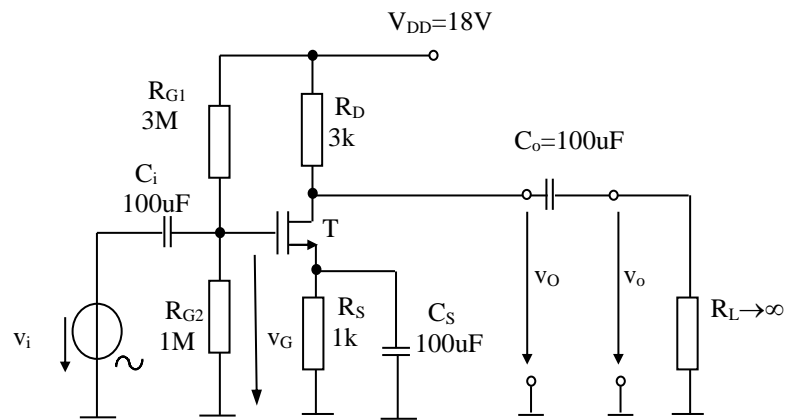 V_DD=18V
R_G1
3M
R_D
3k
C_o=100uF
C_i
100uF
T
v_i
R_G2
1M
v_G
R_S
1k
C_S
100uF
v_O
v_o
R_L→∞